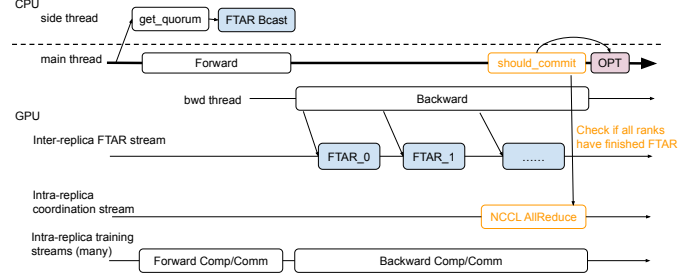 CPU
side thread
get_quorum
FTAR Bcast
main thread
Forward
should_commit
OPT
bwd thread
Backward
GPU
Inter-replica FTAR stream
FTAR_0
FTAR_1
......
Check if all ranks
have finished FTAR
Intra-replica
coordination stream
NCCL AllReduce
Intra-replica training
streams (many)
Forward Comp/Comm
Backward Comp/Comm